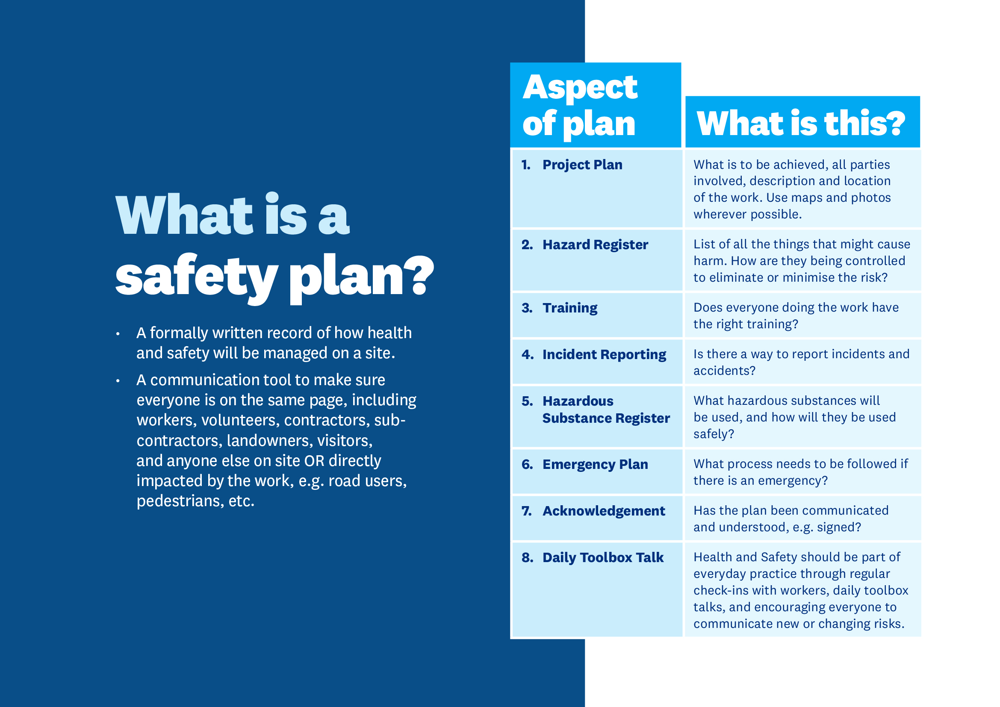 What is a
safety plan?
• A formally written record of how health
and safety will be managed on a site.
• A communication tool to make sure
everyone is on the same page, including
workers, volunteers, contractors, sub-
contractors, landowners, visitors,
and anyone else on site OR directly
impacted by the work, e.g. road users,
pedestrians, etc.
Aspect
of plan
What is this?
1. Project Plan
What is to be achieved, all parties
involved, description and location
of the work. Use maps and photos
wherever possible.
2. Hazard Register
List of all the things that might cause
harm. How are they being controlled
to eliminate or minimise the risk?
3. Training
Does everyone doing the work have
the right training?
4. Incident Reporting
Is there a way to report incidents and
accidents?
5. Hazardous
Substance Register
What hazardous substances will
be used, and how will they be used
safely?
6. Emergency Plan
What process needs to be followed if
there is an emergency?
7. Acknowledgement
Has the plan been communicated
and understood, e.g. signed?
8. Daily Toolbox Talk
Health and Safety should be part of
everyday practice through regular
check-ins with workers, daily toolbox
talks, and encouraging everyone to
communicate new or changing risks.